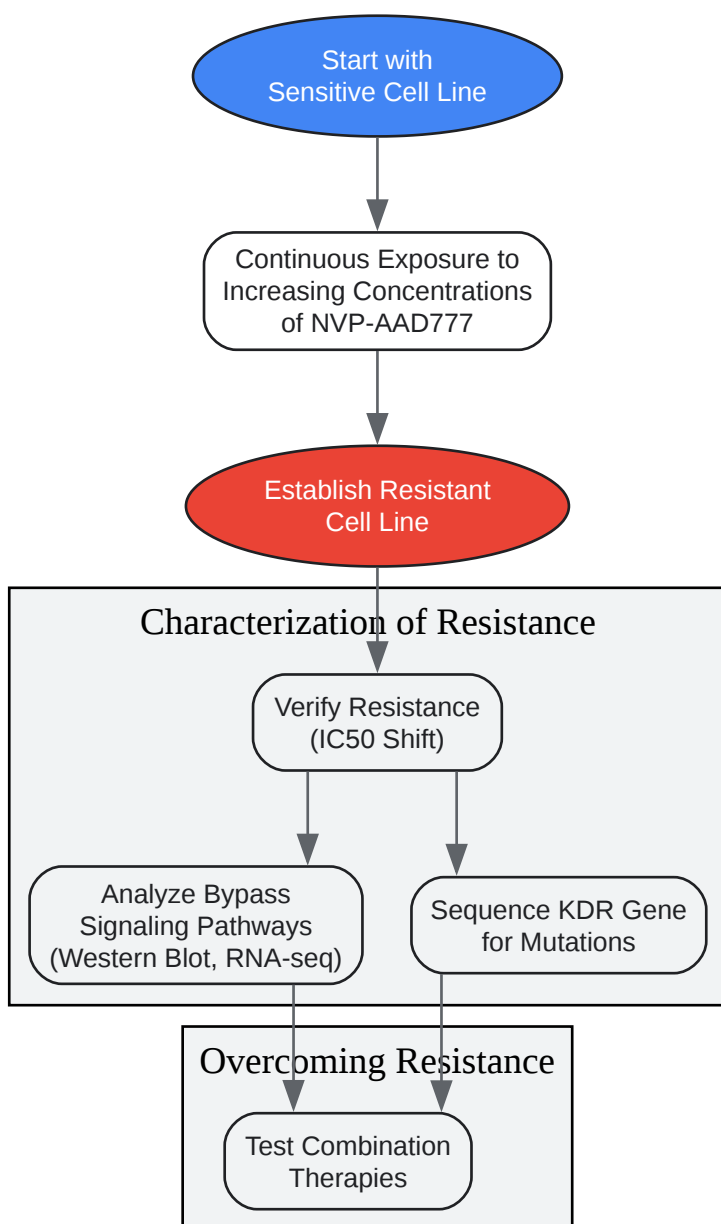 Start with
Sensitive Cell Line
Continuous Exposure to
Increasing Concentrations
of NVP-AAD777
Establish Resistant
Cell Line
Characterization of Resistance
Verify Resistance
(IC50 Shift)
Analyze Bypass
Signaling Pathways
(Western Blot, RNA-seq)
Sequence KDR Gene
for Mutations
Overcoming Resistance
Test Combination
Therapies